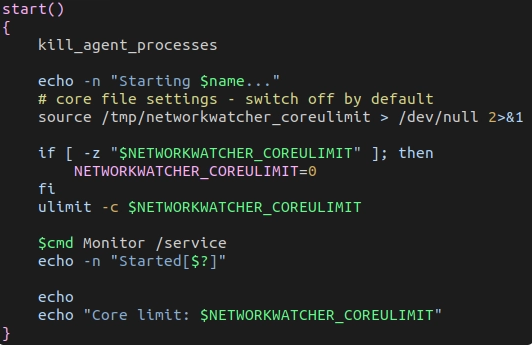 start()
{
    kill_agent_processes

    echo -n "Starting $name..."
    # core file settings - switch off by default
    source /tmp/networkwatcher_coreulimit > /dev/null 2>&1

    if [ -z "$NETWORKWATCHER_COREULIMIT" ]; then
        NETWORKWATCHER_COREULIMIT=0
    fi
    ulimit -c $NETWORKWATCHER_COREULIMIT

    $cmd Monitor /service
    echo -n "Started[$?]"

    echo
    echo "Core limit: $NETWORKWATCHER_COREULIMIT"
}